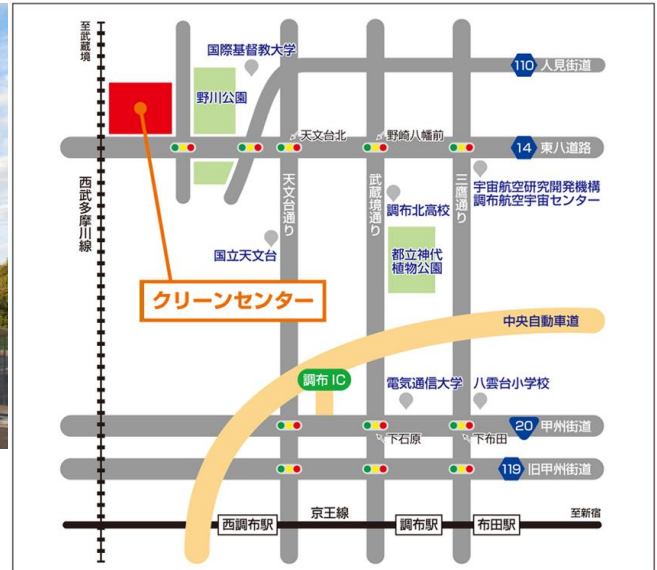 至武蔵境
国際基督教大学
110 人見街道
野川公園
天文台北
野崎八幡前
14 東八道路
西武多摩川線
天文台通り
武蔵境通り
三鷹通り
宇宙航空研究開発機構
調布航空宇宙センター
調布北高校
国立天文台
都立神代
植物公園
クリーンセンター
中央自動車道
調布 IC
電気通信大学
八雲台小学校
20 甲州街道
下石原
下布田
119 旧甲州街道
京王線
至新宿
西調布駅
調布駅
布田駅